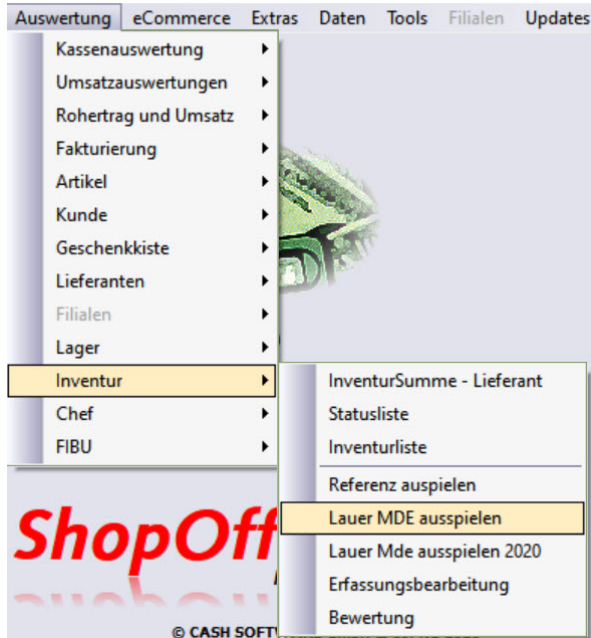 Auswertung eCommerce Extras Daten Tools Filialen Updates
Kassenauswertung
Umsatzauswertungen
Rohertrag und Umsatz
Fakturierung
Artikel
Kunde
Geschenkkiste
Lieferanten
Filialen
Lager
Inventur
Chef
FIBU
InventurSumme - Lieferant
Statusliste
Inventurliste
Referenz auspielen
Lauer MDE ausspielen
Lauer Mde ausspielen 2020
Erfassungsbearbeitung
Bewertung
ShopOff
© CASH SOFT